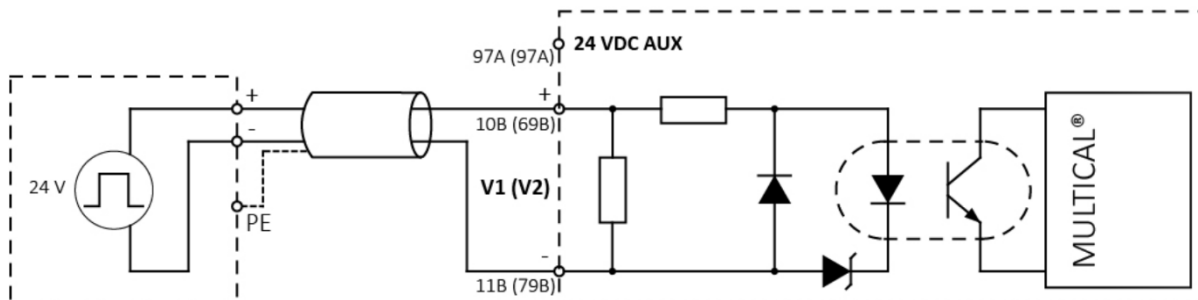 97A (97A)
24 VDC AUX
+
+
10B (69B)
-
24 V
V1 (V2)
PE
-
11B (79B)
MULTICAL®